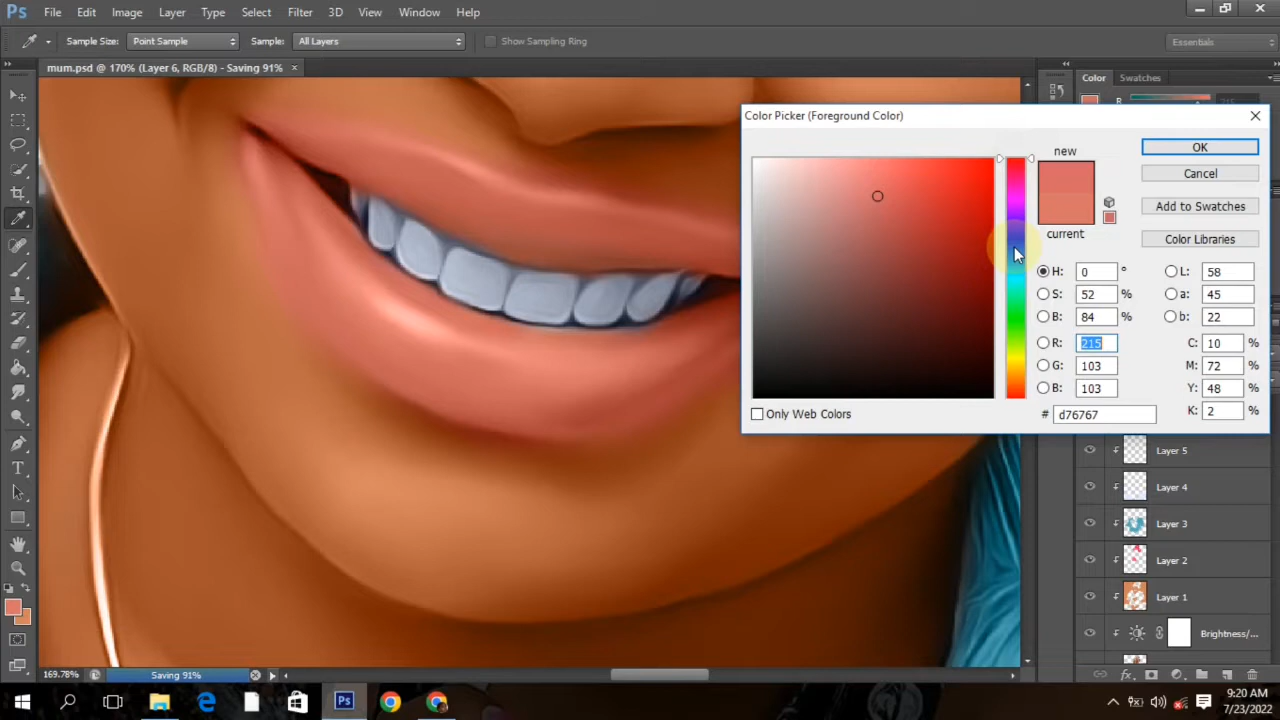 Ps File Edit Image Layer Type Select Filter 3D View Window Help
Sample Size: Point Sample Sample: All Layers Show Sampling Ring Essentials
mum.psd @ 170% (Layer 6, RGB/8) - Saving 91% ×
Color Swatches
R
Color Picker (Foreground Color)
new
OK
Cancel
Add to Swatches
current
Color Libraries
H: 0 ° L: 58
S: 52 % a: 45
B: 84 % b: 22
R: 215 C: 10 %
G: 103 M: 72 %
B: 103 Y: 48 %
Only Web Colors # d76767 K: 2 %
Layer 5
Layer 4
Layer 3
Layer 2
Layer 1
Brightness/...
T
169.78% Saving 91%
fx
Ps
9:20 AM
7/23/2022